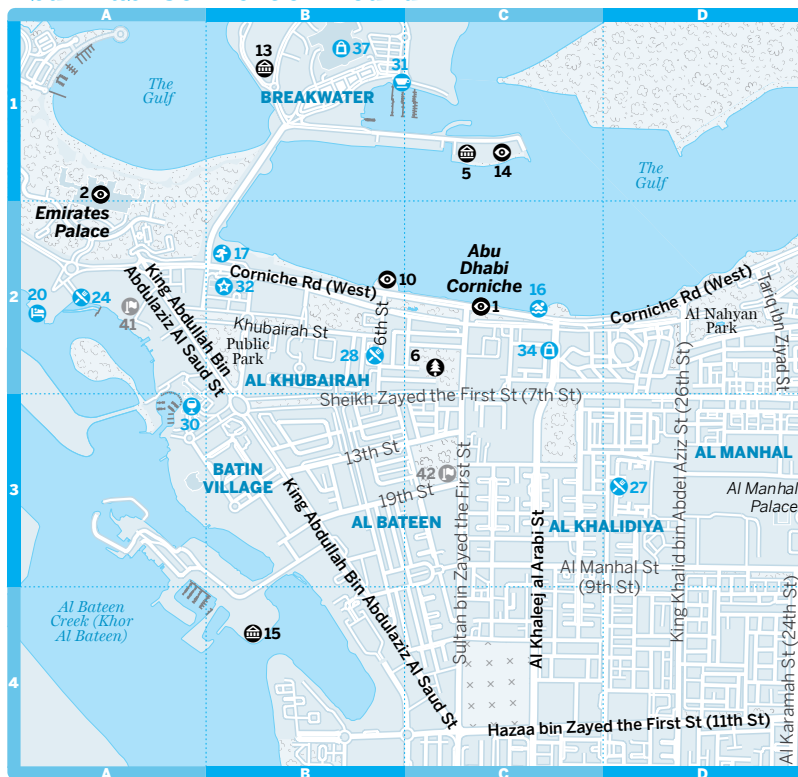 A B C D
13
37
31
The
Gulf
BREAKWATER
1
5
14
The
Gulf
2
Emirates
Palace
17
32
Corniche Rd (West)
10
Abu
Dhabi
Corniche
1
16
Corniche Rd (West)
Al Nahyan
Park
Tariq ibn Ziyad St
2
20
24
41
King Abdullah Bin
Abdulaziz Al Saud St
Khubairah St
Public
Park
6th St
28
6
34
AL KHUBAIRAH
Sheikh Zayed the First St (7th St)
King Khalid bin Abdel Aziz St (26th St)
30
13th St
BATIN
VILLAGE
42
19th St
AL BATEEN
Sultan bin Zayed the First St
AL MANHAL
27
Al Manhal
Palace
3
King Abdullah Bin Abdulaziz Al Saud St
Al Khaleej al Arabi St
AL KHALIDIYA
Al Manhal St
(9th St)
Al Bateen
Creek (Khor
Al Bateen)
15
4
Hazaa bin Zayed the First St (11th St)
Al Karamah St (24th St)
A B C D